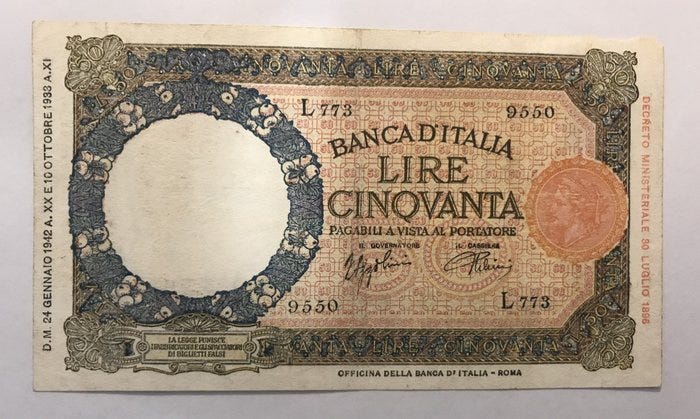 50 CINQVANTA LIRE CINQVANTA 50
L 773 9550
BANCA D'ITALIA
LIRE
CINQVANTA
PAGABILI A VISTA AL PORTATORE
IL GOVERNATORE IL CASSIERE
9550 L 773
LA LEGGE PUNISCE
I FABBRICATORI E GLI SPACCIATORI
DI BIGLIETTI FALSI
LIRE CINQVANTA
OFFICINA DELLA BANCA D'ITALIA - ROMA
D.M. 24 GENNAIO 1942 A. XX E 10 OTTOBRE 1933 A. XI
DECRETO MINISTERIALE 30 LUGLIO 1896